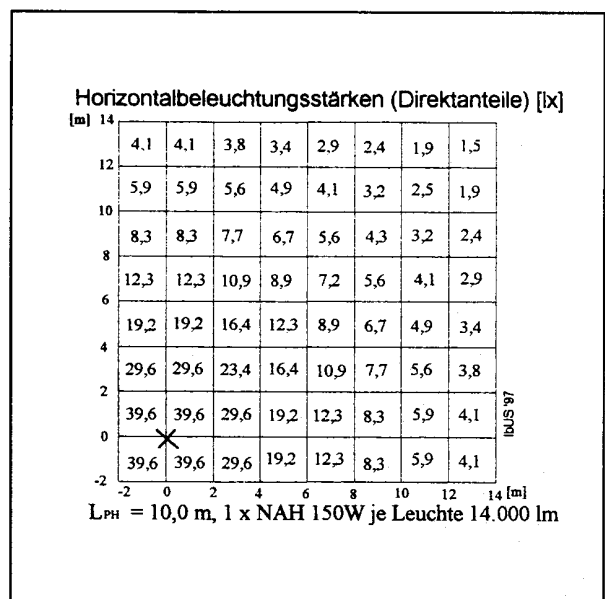 Horizontalbeleuchtungsstärken (Direktanteile) [lx]
[m] 14
4.1 4.1 3,8 3,4 2,9 2,4 1,9 1,5
12
5,9 5,9 5,6 4,9 4,1 3,2 2,5 1,9
10
8,3 8,3 7,7 6,7 5,6 4,3 3,2 2,4
8
12,3 12,3 10,9 8,9 7,2 5,6 4,1 2,9
6
19,2 19,2 16,4 12,3 8,9 6,7 4,9 3,4
4
29,6 29,6 23,4 16,4 10,9 7,7 5,6 3,8
2
39,6 39,6 29,6 19,2 12,3 8,3 5,9 4,1
0
39,6 39,6 29,6 19,2 12,3 8,3 5,9 4,1
-2
-2 0 2 4 6 8 10 12 14 [m]
IbUS '97
LPH = 10,0 m, 1 x NAH 150W je Leuchte 14.000 lm